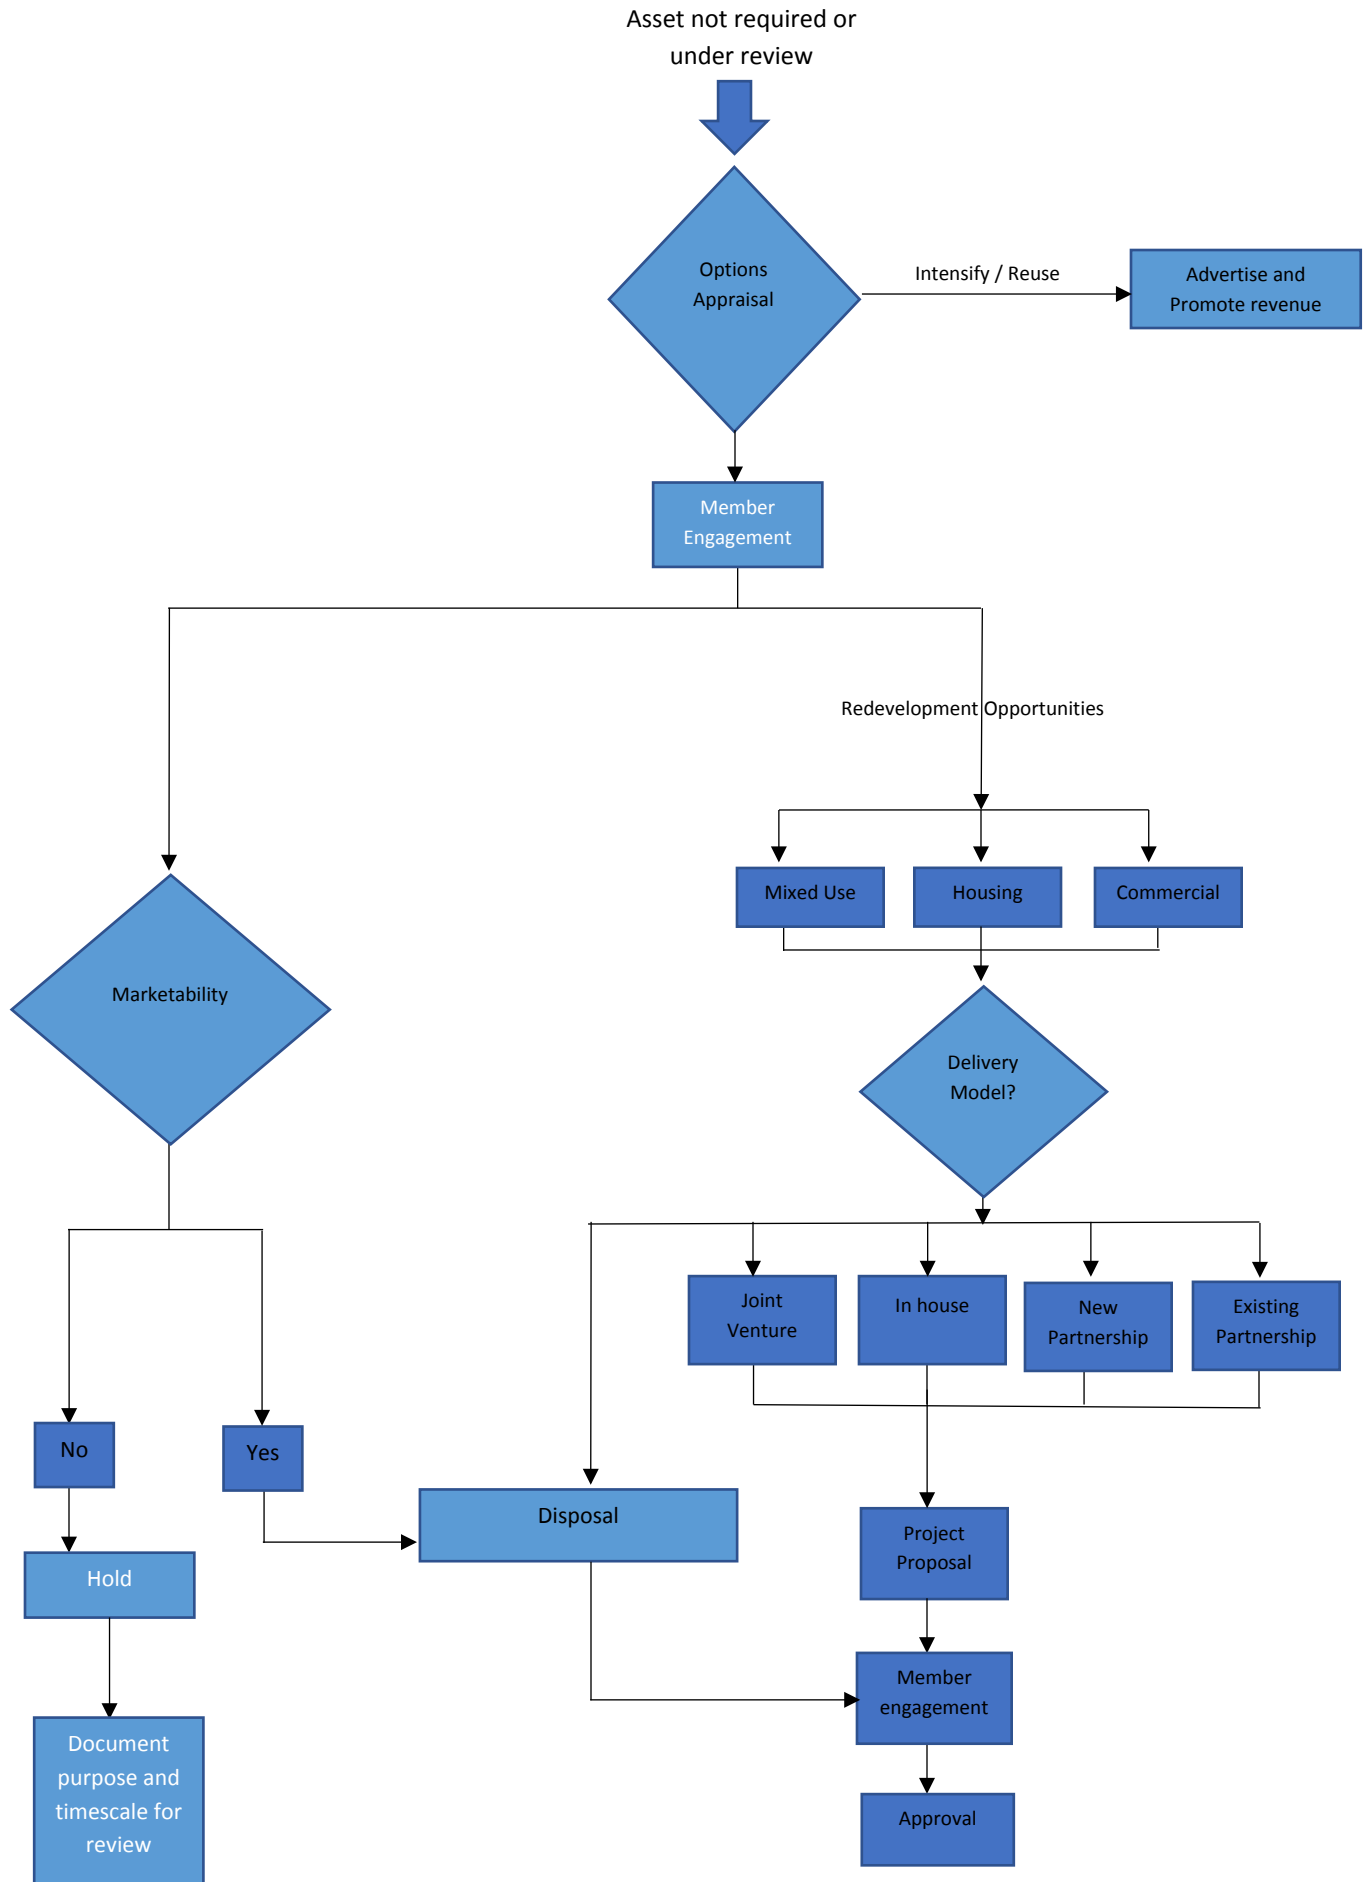 Asset not required or
under review
Options
Appraisal
Intensify / Reuse
Advertise and
Promote revenue
Member
Engagement
Redevelopment Opportunities
Mixed Use
Housing
Commercial
Marketability
Delivery
Model?
Joint
Venture
In house
New
Partnership
Existing
Partnership
No
Yes
Disposal
Project
Proposal
Hold
Member
engagement
Document
purpose and
timescale for
review
Approval